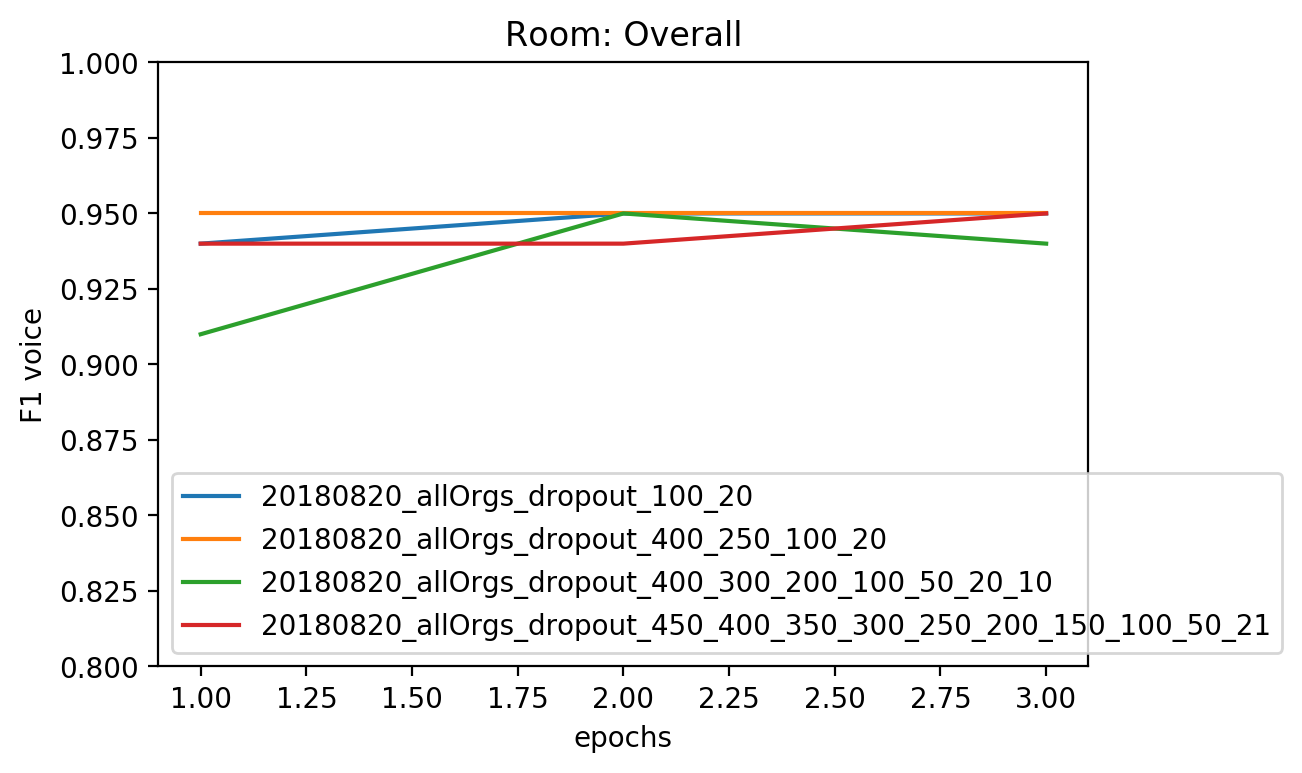 Room: Overall
1.000
0.975
0.950
0.925
0.900
0.875
0.850
0.825
0.800
F1 voice
20180820_allOrgs_dropout_100_20
20180820_allOrgs_dropout_400_250_100_20
20180820_allOrgs_dropout_400_300_200_100_50_20_10
20180820_allOrgs_dropout_450_400_350_300_250_200_150_100_50_21
1.00 1.25 1.50 1.75 2.00 2.25 2.50 2.75 3.00
epochs